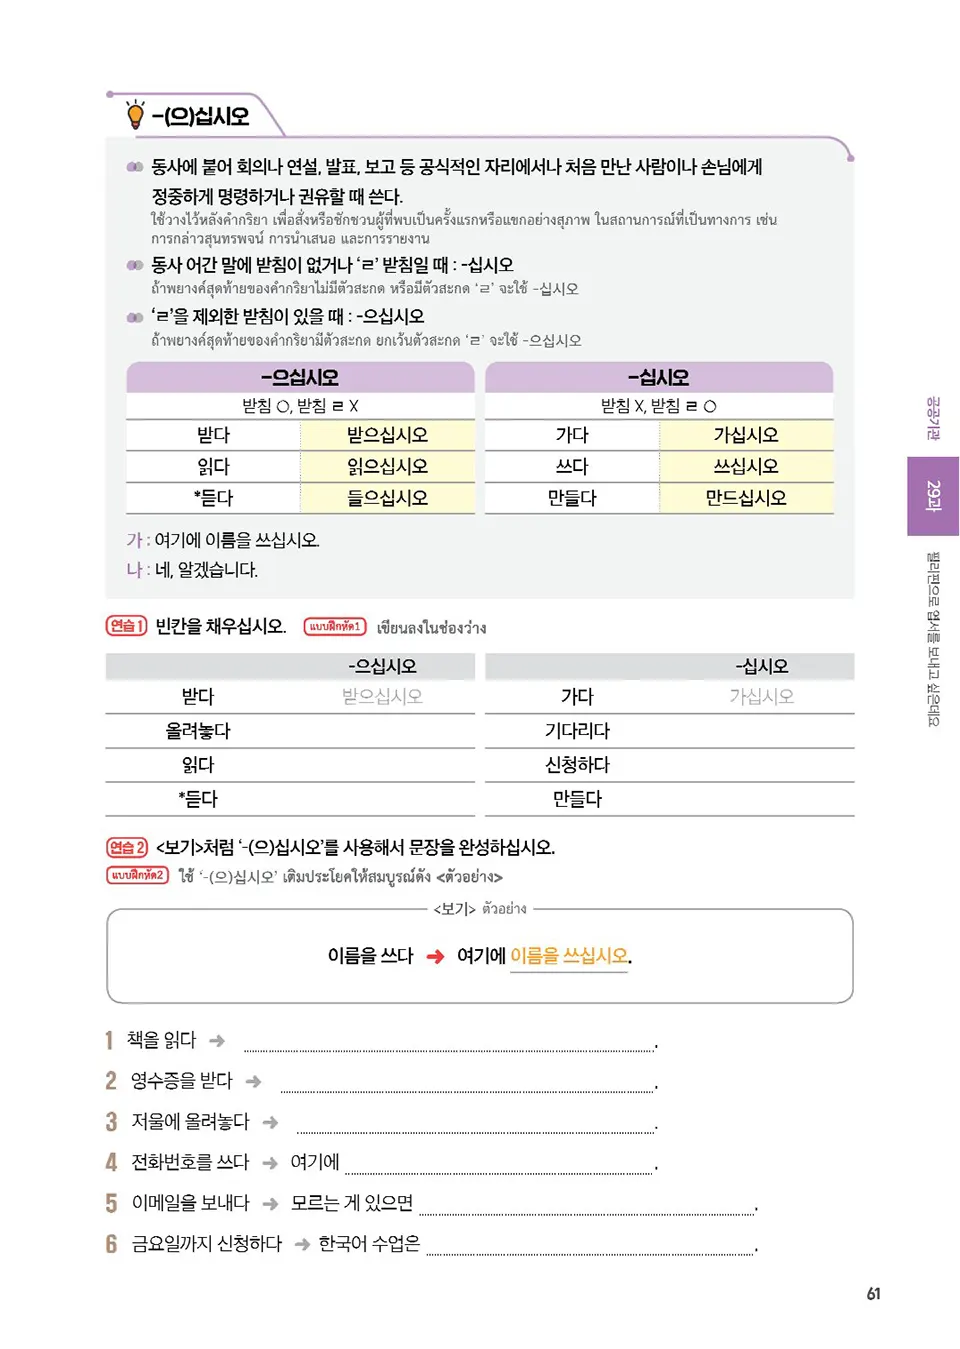 -(으)십시오
동사에 붙어 회의나 연설, 발표, 보고 등 공식적인 자리에서나 처음 만난 사람이나 손님에게
정중하게 명령하거나 권유할 때 쓴다.
ใช้วางไว้หลังคำกริยา เพื่อสั่งหรือชักชวนผู้ที่พบเป็นครั้งแรกหรือแขกอย่างสุภาพ ในสถานการณ์ที่เป็นทางการ เช่น
การกล่าวสุนทรพจน์ การนำเสนอ และการรายงาน
동사 어간 말에 받침이 없거나 ‘ㄹ’ 받침일 때 : -십시오
ถ้าพยางค์สุดท้ายของคำกริยาไม่มีตัวสะกด หรือมีตัวสะกด ‘ㄹ’ จะใช้ -십시오
‘ㄹ’을 제외한 받침이 있을 때 : -으십시오
ถ้าพยางค์สุดท้ายของคำกริยามีตัวสะกด ยกเว้นตัวสะกด ‘ㄹ’ จะใช้ -으십시오
-으십시오 -십시오
받침 O, 받침 ㄹ X 받침 X, 받침 ㄹ O
받다 받으십시오 가다 가십시오
읽다 읽으십시오 쓰다 쓰십시오
*듣다 들으십시오 만들다 만드십시오
가 : 여기에 이름을 쓰십시오.
나 : 네, 알겠습니다.
연습 1 빈칸을 채우십시오. แบบฝึกหัด1 เขียนลงในช่องว่าง
-으십시오 -십시오
받다 받으십시오 가다 가십시오
올려놓다 기다리다
읽다 신청하다
*듣다 만들다
연습 2 <보기>처럼 ‘-(으)십시오’를 사용해서 문장을 완성하십시오.
แบบฝึกหัด2 ใช้ ‘-(으)십시오’ เติมประโยคให้สมบูรณ์ดัง <ตัวอย่าง>
<보기> ตัวอย่าง
이름을 쓰다 ➜ 여기에 이름을 쓰십시오.
1 책을 읽다 ➜ .
2 영수증을 받다 ➜ .
3 저울에 올려놓다 ➜ .
4 전화번호를 쓰다 ➜ 여기에 .
5 이메일을 보내다 ➜ 모르는 게 있으면 .
6 금요일까지 신청하다 ➜ 한국어 수업은 .
공공기관
29과
필리핀으로 엽서를 보내고 싶은데요
61